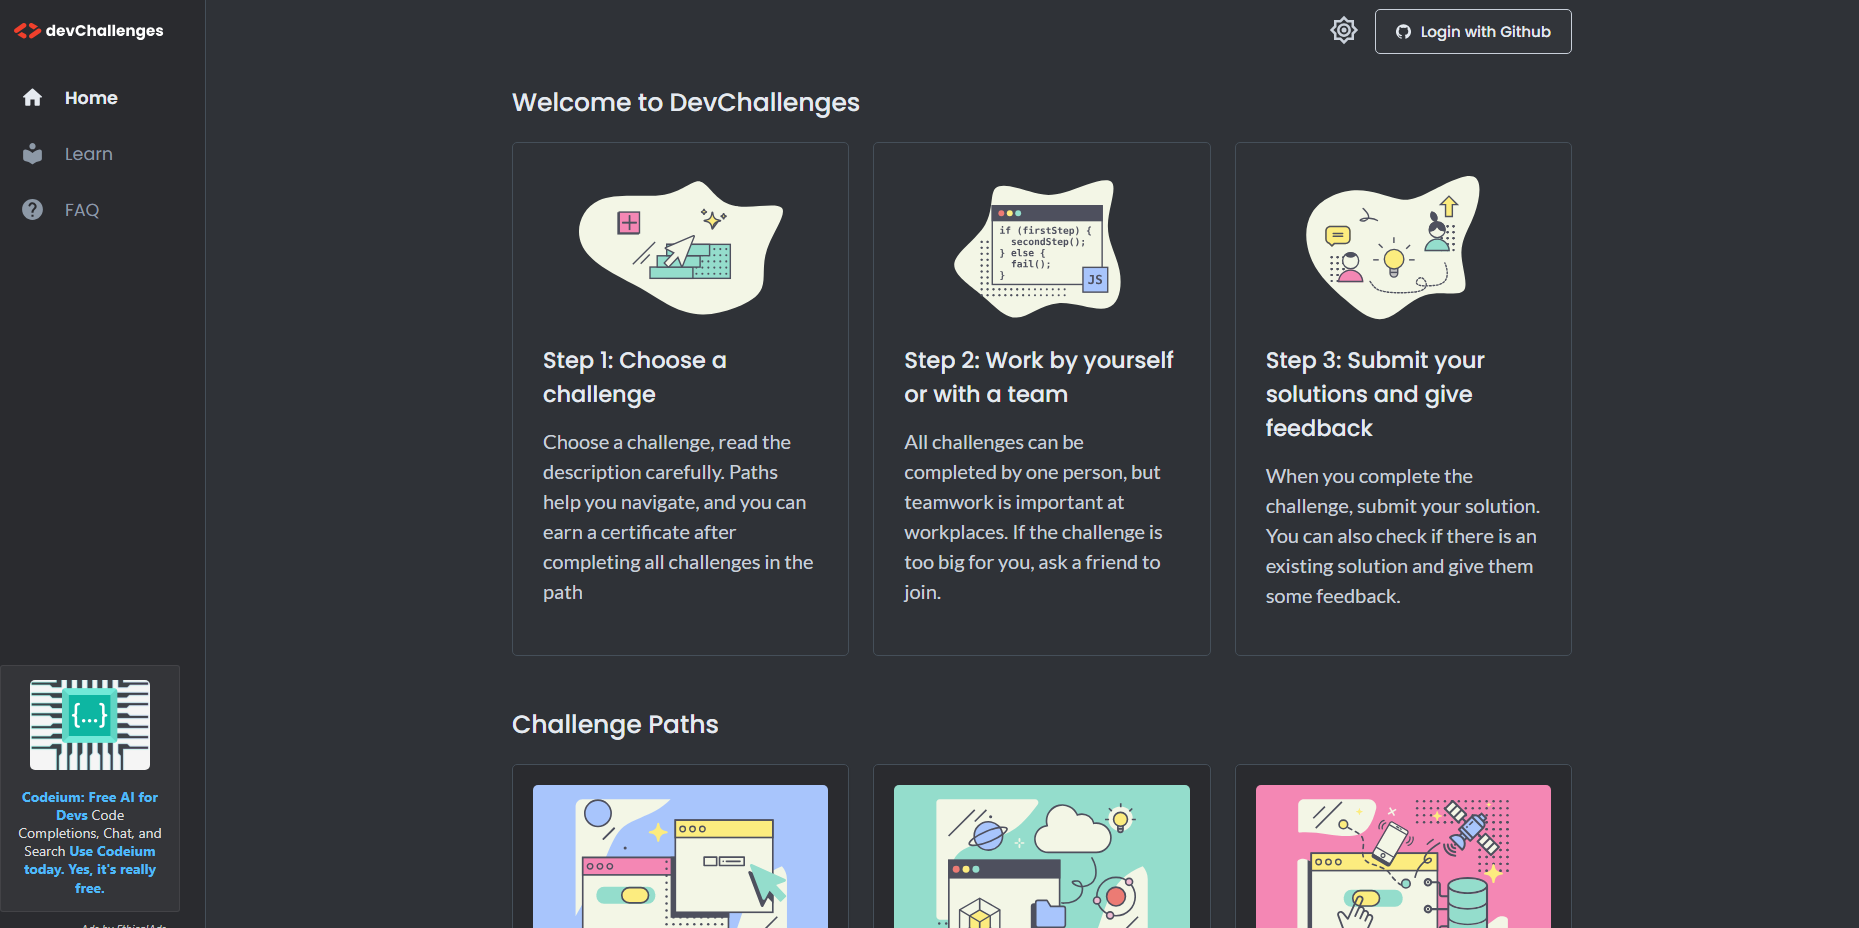 devChallenges
Home
Learn
FAQ
Login with Github
Welcome to DevChallenges
if (firstStep) {
secondStep();
} else {
fail();
}
JS
Step 1: Choose a
challenge
Choose a challenge, read the
description carefully. Paths
help you navigate, and you can
earn a certificate after
completing all challenges in the
path
Step 2: Work by yourself
or with a team
All challenges can be
completed by one person, but
teamwork is important at
workplaces. If the challenge is
too big for you, ask a friend to
join.
Step 3: Submit your
solutions and give
feedback
When you complete the
challenge, submit your solution.
You can also check if there is an
existing solution and give them
some feedback.
Challenge Paths
{...}
Codeium: Free AI for
Devs Code
Completions, Chat, and
Search Use Codeium
today. Yes, it's really
free.
Ads by EthicalAds